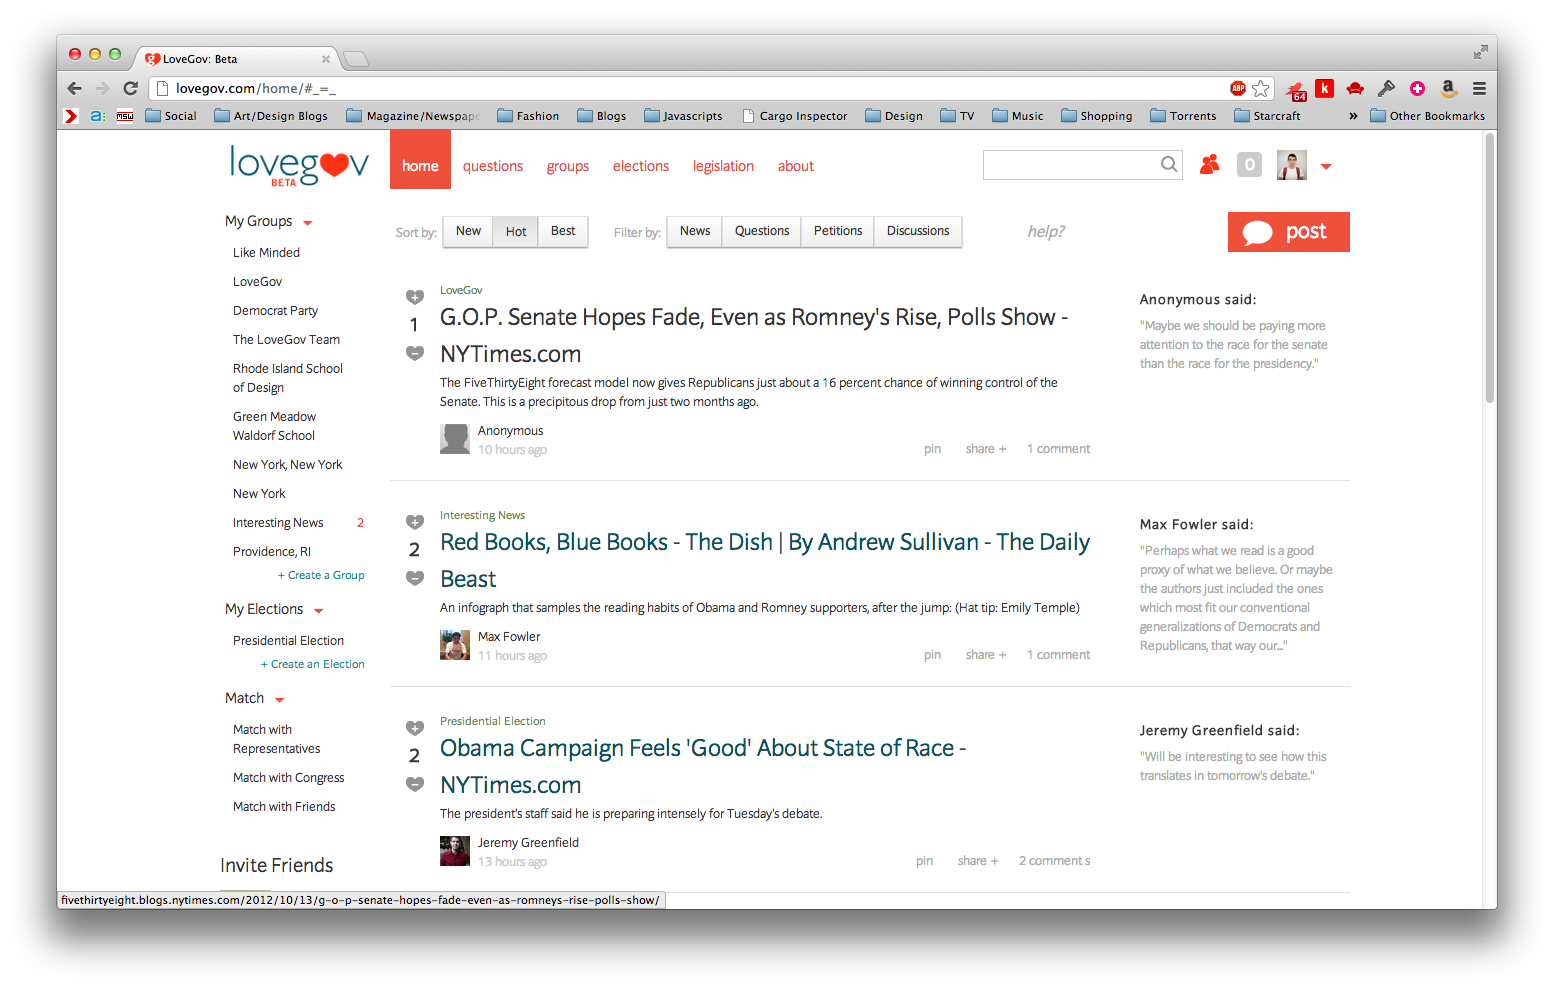 LoveGov: Beta
lovegov.com/home/#_=_
ABP
64
k
a
a:
msw
Social
Art/Design Blogs
Magazine/Newspape
Fashion
Blogs
Javascripts
Cargo Inspector
Design
TV
Music
Shopping
Torrents
Starcraft
»
Other Bookmarks
lovegov
BETA
home
questions
groups
elections
legislation
about
0
My Groups
Like Minded
LoveGov
Democrat Party
The LoveGov Team
Rhode Island School
of Design
Green Meadow
Waldorf School
New York, New York
New York
Interesting News 2
Providence, RI
+ Create a Group
My Elections
Presidential Election
+ Create an Election
Match
Match with
Representatives
Match with Congress
Match with Friends
Invite Friends
Sort by: New Hot Best
Filter by: News Questions Petitions Discussions
help?
post
LoveGov
1
G.O.P. Senate Hopes Fade, Even as Romney's Rise, Polls Show -
NYTimes.com
The FiveThirtyEight forecast model now gives Republicans just about a 16 percent chance of winning control of the
Senate. This is a precipitous drop from just two months ago.
Anonymous
10 hours ago
pin share + 1 comment
Anonymous said:
"Maybe we should be paying more
attention to the race for the senate
than the race for the presidency."
Interesting News
2
Red Books, Blue Books - The Dish | By Andrew Sullivan - The Daily
Beast
An infograph that samples the reading habits of Obama and Romney supporters, after the jump: (Hat tip: Emily Temple)
Max Fowler
11 hours ago
pin share + 1 comment
Max Fowler said:
"Perhaps what we read is a good
proxy of what we believe. Or maybe
the authors just included the ones
which most fit our conventional
generalizations of Democrats and
Republicans, that way our..."
Presidential Election
2
Obama Campaign Feels 'Good' About State of Race -
NYTimes.com
The president's staff said he is preparing intensely for Tuesday's debate.
Jeremy Greenfield
13 hours ago
pin share + 2 comment s
Jeremy Greenfield said:
"Will be interesting to see how this
translates in tomorrow's debate."
fivethirtyeight.blogs.nytimes.com/2012/10/13/g-o-p-senate-hopes-fade-even-as-romneys-rise-polls-show/